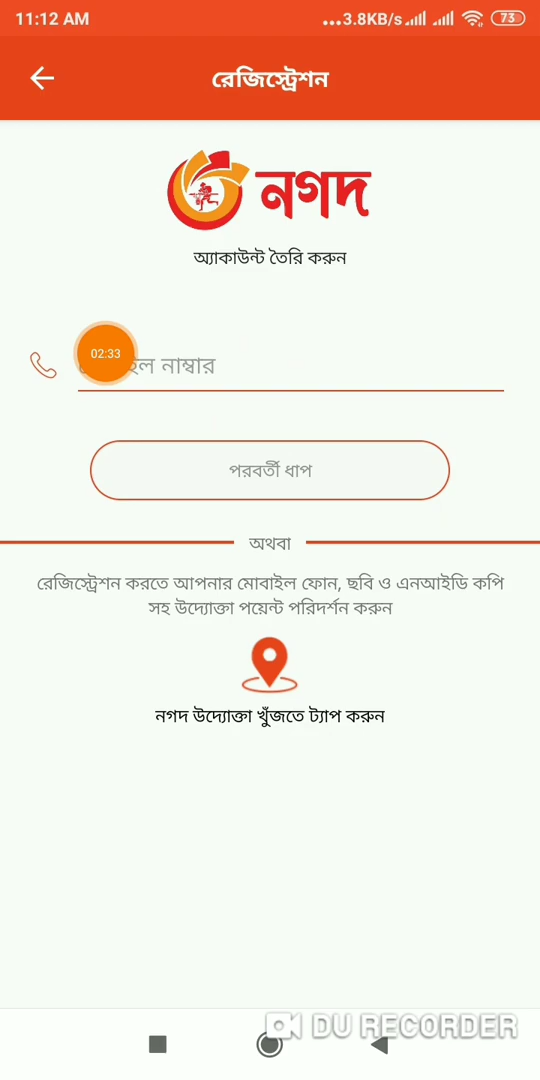 11:12 AM
...3.8KB/s
73
রেজিস্ট্রেশন
নগদ
অ্যাকাউন্ট তৈরি করুন
02:33
নাম্বার
পরবর্তী ধাপ
অথবা
রেজিস্ট্রেশন করতে আপনার মোবাইল ফোন, ছবি ও এনআইডি কপি
সহ উদ্যোক্তা পয়েন্ট পরিদর্শন করুন
নগদ উদ্যোক্তা খুঁজতে ট্যাপ করুন
DU RECORDER